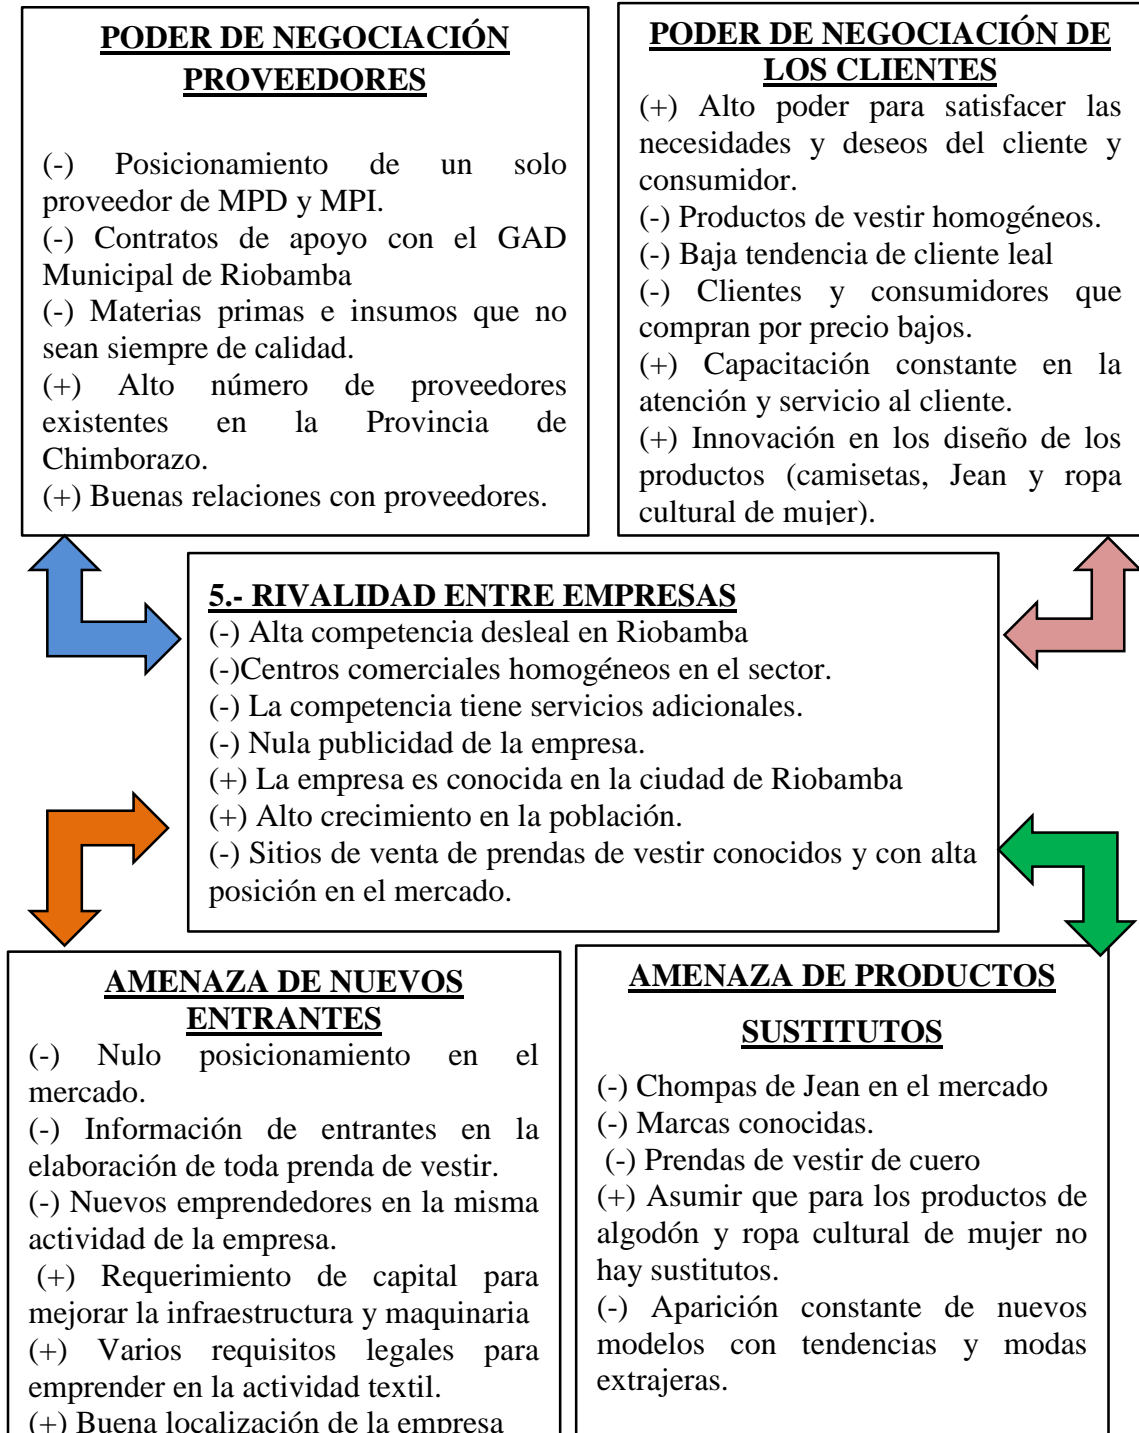 PODER DE NEGOCIACIÓN
PROVEEDORES
(-) Posicionamiento de un solo
proveedor de MPD y MPI.
(-) Contratos de apoyo con el GAD
Municipal de Riobamba
(-) Materias primas e insumos que no
sean siempre de calidad.
(+) Alto número de proveedores
existentes en la Provincia de
Chimborazo.
(+) Buenas relaciones con proveedores.
PODER DE NEGOCIACIÓN DE
LOS CLIENTES
(+) Alto poder para satisfacer las
necesidades y deseos del cliente y
consumidor.
(-) Productos de vestir homogéneos.
(-) Baja tendencia de cliente leal
(-) Clientes y consumidores que
compran por precio bajos.
(+) Capacitación constante en la
atención y servicio al cliente.
(+) Innovación en los diseño de los
productos (camisetas, Jean y ropa
cultural de mujer).
5.- RIVALIDAD ENTRE EMPRESAS
(-) Alta competencia desleal en Riobamba
(-)Centros comerciales homogéneos en el sector.
(-) La competencia tiene servicios adicionales.
(-) Nula publicidad de la empresa.
(+) La empresa es conocida en la ciudad de Riobamba
(+) Alto crecimiento en la población.
(-) Sitios de venta de prendas de vestir conocidos y con alta
posición en el mercado.
AMENAZA DE NUEVOS
ENTRANTES
(-) Nulo posicionamiento en el
mercado.
(-) Información de entrantes en la
elaboración de toda prenda de vestir.
(-) Nuevos emprendedores en la misma
actividad de la empresa.
(+) Requerimiento de capital para
mejorar la infraestructura y maquinaria
(+) Varios requisitos legales para
emprender en la actividad textil.
(+) Buena localización de la empresa
AMENAZA DE PRODUCTOS
SUSTITUTOS
(-) Chompas de Jean en el mercado
(-) Marcas conocidas.
(-) Prendas de vestir de cuero
(+) Asumir que para los productos de
algodón y ropa cultural de mujer no
hay sustitutos.
(-) Aparición constante de nuevos
modelos con tendencias y modas
extrajeras.